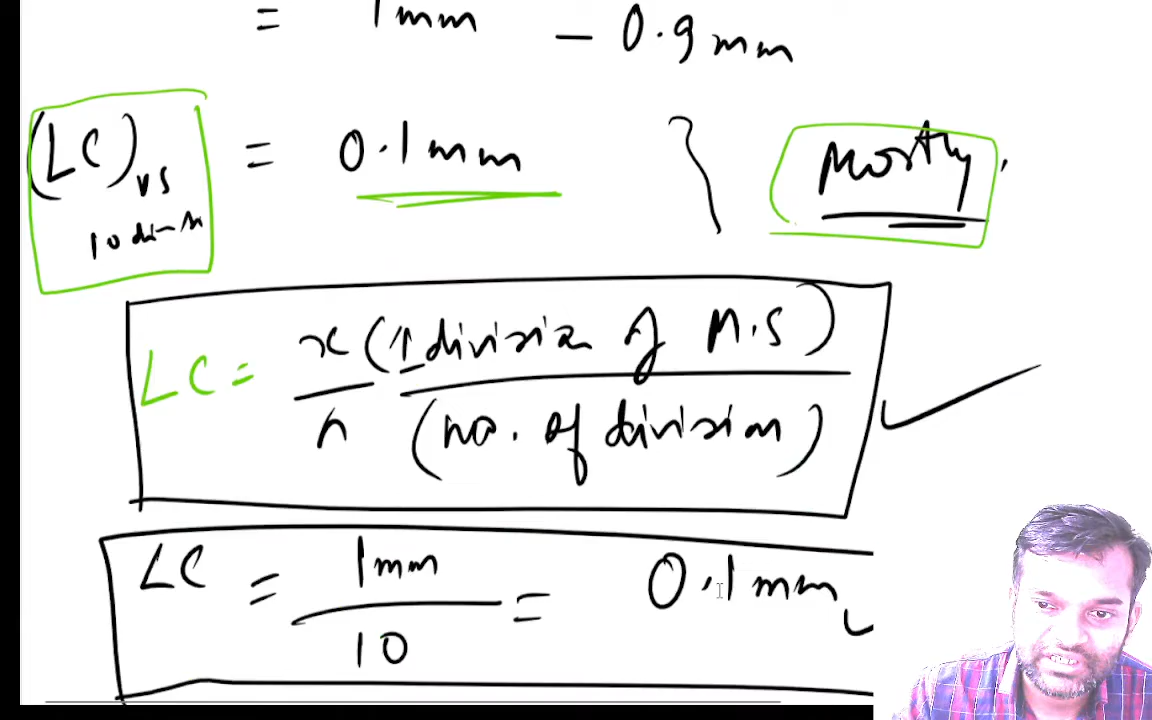 = 1mm - 0.9mm
(LC)vs = 0.1mm } Mostly.
10
LC = x (1 division of M.S) / n (no. of division)
LC = 1mm / 10 = 0.1mm